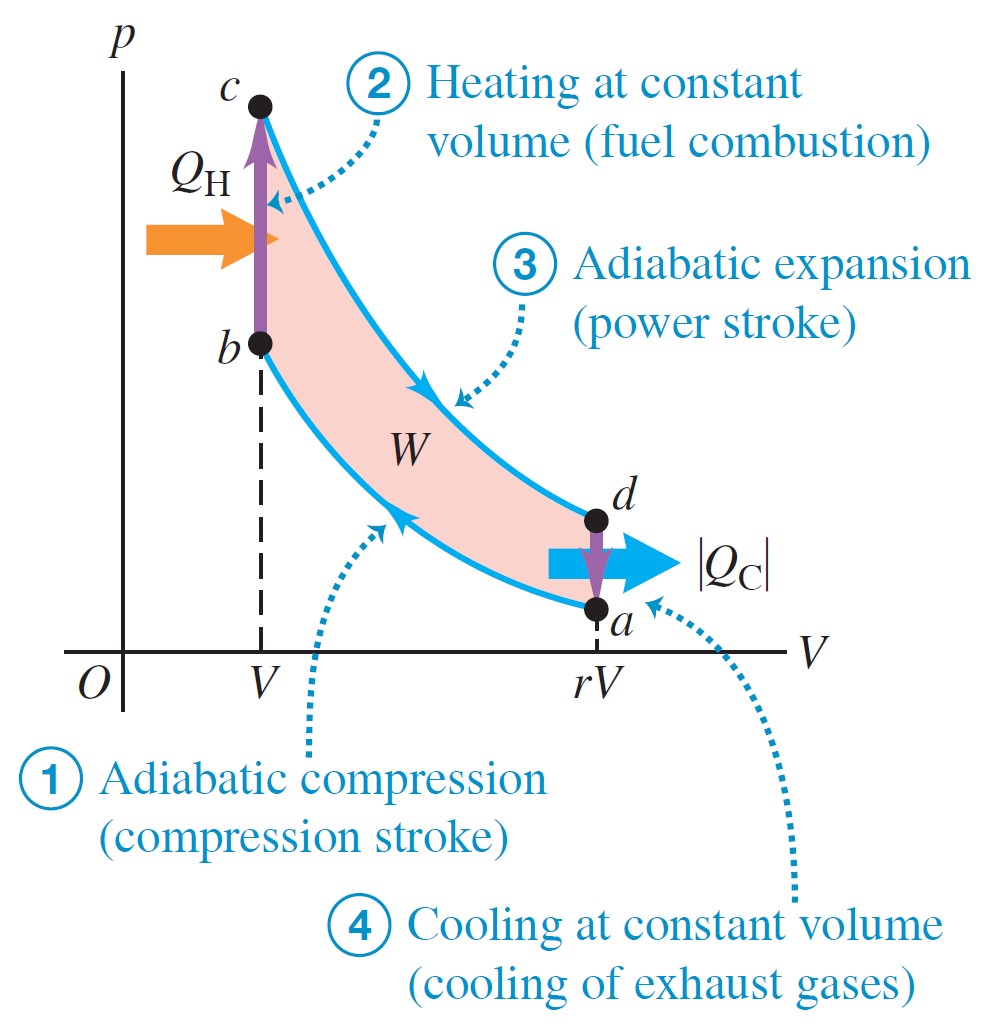 p
c
2 Heating at constant
volume (fuel combustion)
Q_H
3 Adiabatic expansion
(power stroke)
b
W
d
|Q_C|
a
O
V
rV
V
1 Adiabatic compression
(compression stroke)
4 Cooling at constant volume
(cooling of exhaust gases)